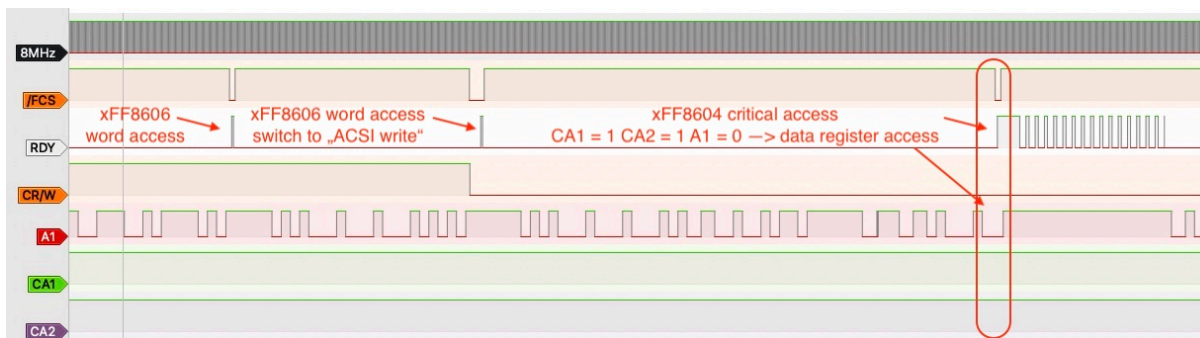 8MHz
/FCS
xFF8606
word access
xFF8606 word access
switch to „ACSI write“
xFF8604 critical access
CA1 = 1 CA2 = 1 A1 = 0 —> data register access
RDY
CR/W
A1
CA1
CA2